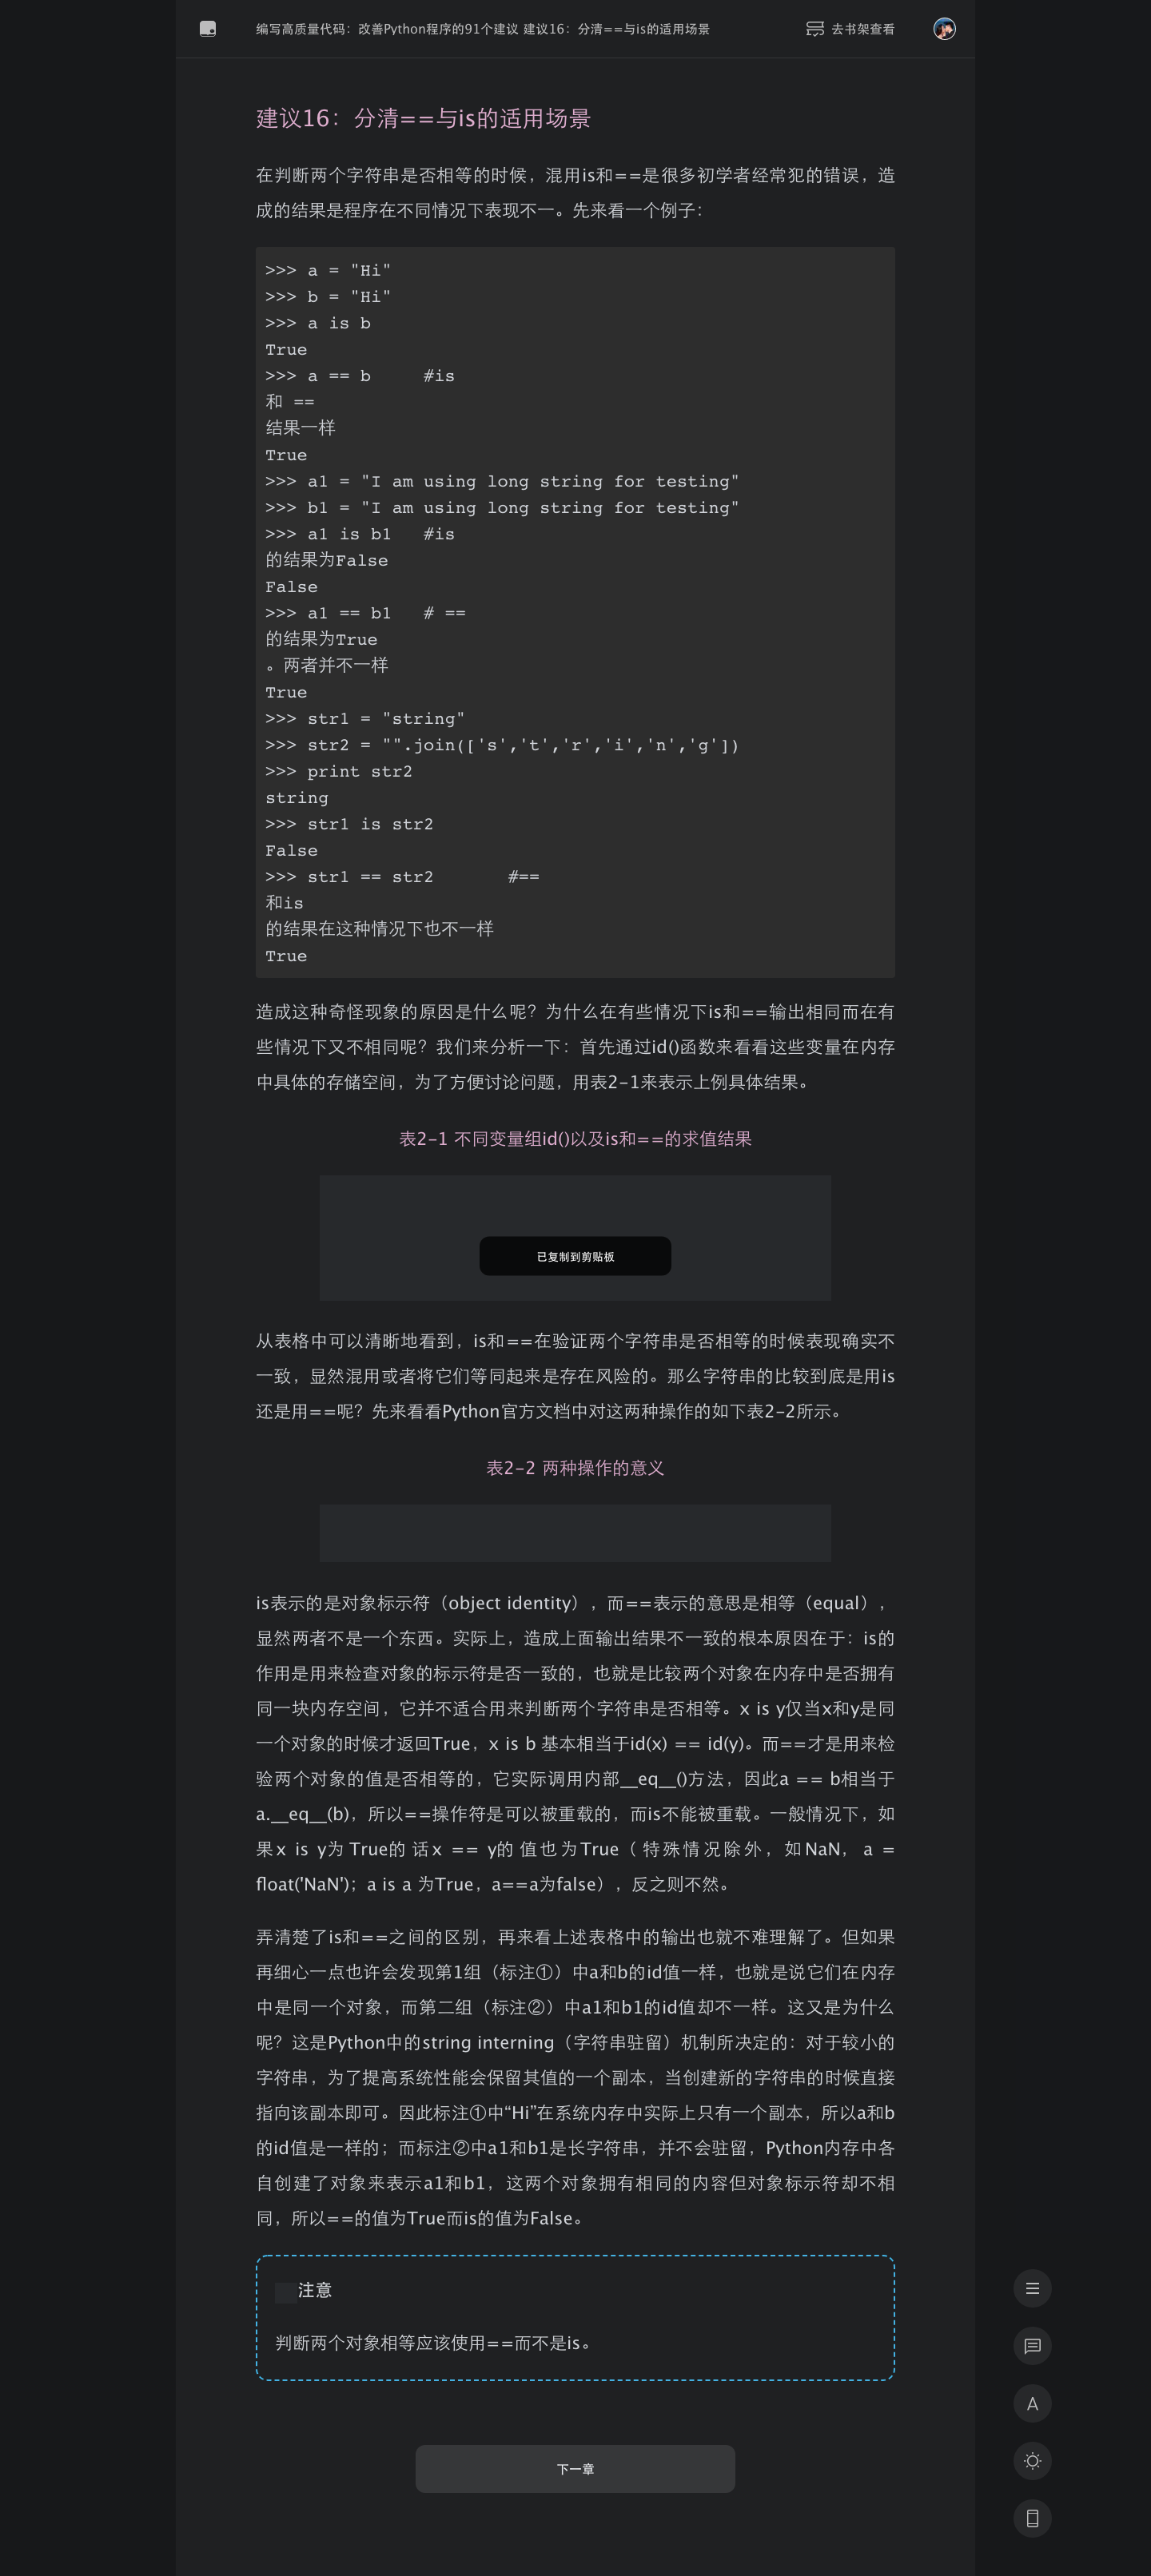 编写高质量代码：改善Python程序的91个建议 建议16：分清==与is的适用场景
去书架查看
建议16：分清==与is的适用场景
在判断两个字符串是否相等的时候，混用is和==是很多初学者经常犯的错误，造
成的结果是程序在不同情况下表现不一。先来看一个例子：
>>> a = "Hi"
>>> b = "Hi"
>>> a is b
True
>>> a == b     #is
和 ==
结果一样
True
>>> a1 = "I am using long string for testing"
>>> b1 = "I am using long string for testing"
>>> a1 is b1   #is
的结果为False
False
>>> a1 == b1   # ==
的结果为True
。两者并不一样
True
>>> str1 = "string"
>>> str2 = "".join(['s','t','r','i','n','g'])
>>> print str2
string
>>> str1 is str2
False
>>> str1 == str2       #==
和is
的结果在这种情况下也不一样
True
造成这种奇怪现象的原因是什么呢？为什么在有些情况下is和==输出相同而在有
些情况下又不相同呢？我们来分析一下：首先通过id()函数来看看这些变量在内存
中具体的存储空间，为了方便讨论问题，用表2-1来表示上例具体结果。
表2-1 不同变量组id()以及is和==的求值结果
已复制到剪贴板
从表格中可以清晰地看到，is和==在验证两个字符串是否相等的时候表现确实不
一致，显然混用或者将它们等同起来是存在风险的。那么字符串的比较到底是用is
还是用==呢？先来看看Python官方文档中对这两种操作的如下表2-2所示。
表2-2 两种操作的意义
is表示的是对象标示符（object identity），而==表示的意思是相等（equal），
显然两者不是一个东西。实际上，造成上面输出结果不一致的根本原因在于：is的
作用是用来检查对象的标示符是否一致的，也就是比较两个对象在内存中是否拥有
同一块内存空间，它并不适合用来判断两个字符串是否相等。x is y仅当x和y是同
一个对象的时候才返回True，x is b 基本相当于id(x) == id(y)。而==才是用来检
验两个对象的值是否相等的，它实际调用内部__eq__()方法，因此a == b相当于
a.__eq__(b)，所以==操作符是可以被重载的，而is不能被重载。一般情况下，如
果x is y为True的话x == y的值也为True（特殊情况除外，如NaN，a =
float('NaN')；a is a 为True，a==a为false），反之则不然。
弄清楚了is和==之间的区别，再来看上述表格中的输出也就不难理解了。但如果
再细心一点也许会发现第1组（标注①）中a和b的id值一样，也就是说它们在内存
中是同一个对象，而第二组（标注②）中a1和b1的id值却不一样。这又是为什么
呢？这是Python中的string interning（字符串驻留）机制所决定的：对于较小的
字符串，为了提高系统性能会保留其值的一个副本，当创建新的字符串的时候直接
指向该副本即可。因此标注①中“Hi”在系统内存中实际上只有一个副本，所以a和b
的id值是一样的；而标注②中a1和b1是长字符串，并不会驻留，Python内存中各
自创建了对象来表示a1和b1，这两个对象拥有相同的内容但对象标示符却不相
同，所以==的值为True而is的值为False。
注意
判断两个对象相等应该使用==而不是is。
A
下一章